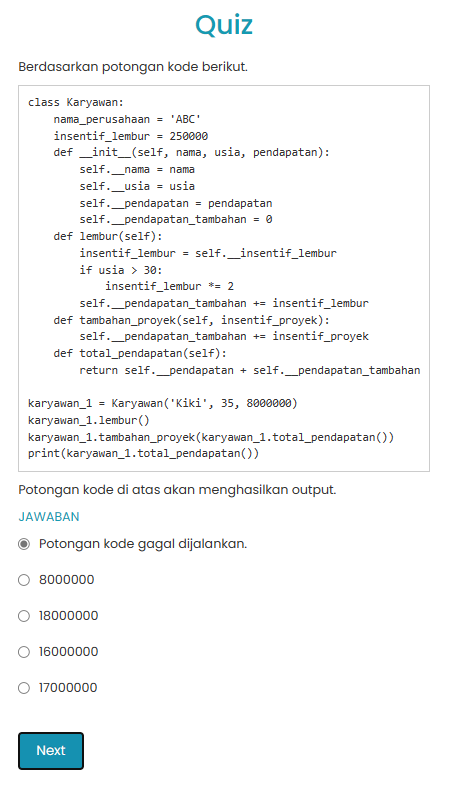 Quiz
Berdasarkan potongan kode berikut.
class Karyawan:
    nama_perusahaan = 'ABC'
    insentif_lembur = 250000
    def __init__(self, nama, usia, pendapatan):
        self.__nama = nama
        self.__usia = usia
        self.__pendapatan = pendapatan
        self.__pendapatan_tambahan = 0
    def lembur(self):
        insentif_lembur = self.__insentif_lembur
        if usia > 30:
            insentif_lembur *= 2
        self.__pendapatan_tambahan += insentif_lembur
    def tambahan_proyek(self, insentif_proyek):
        self.__pendapatan_tambahan += insentif_proyek
    def total_pendapatan(self):
        return self.__pendapatan + self.__pendapatan_tambahan
karyawan_1 = Karyawan('Kiki', 35, 8000000)
karyawan_1.lembur()
karyawan_1.tambahan_proyek(karyawan_1.total_pendapatan())
print(karyawan_1.total_pendapatan())
Potongan kode di atas akan menghasilkan output.
JAWABAN
Potongan kode gagal dijalankan.
8000000
18000000
16000000
17000000
Next